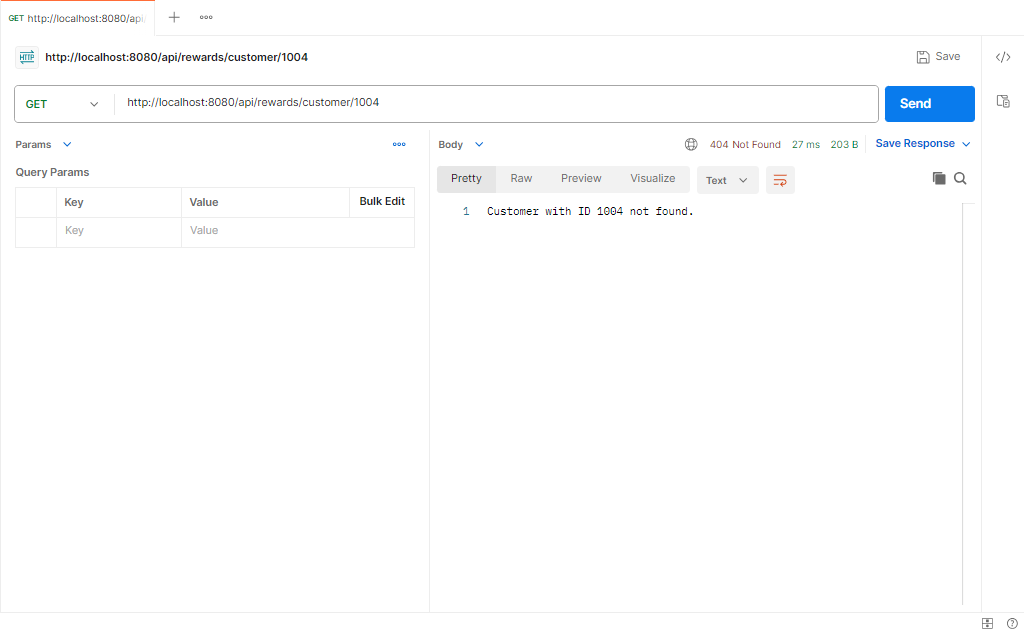 GET http://localhost:8080/api/
HTTP http://localhost:8080/api/rewards/customer/1004
Save
GET http://localhost:8080/api/rewards/customer/1004 Send
Params
Query Params
Key Value Bulk Edit
Key Value
Body 404 Not Found 27 ms 203 B Save Response
Pretty Raw Preview Visualize Text
1 Customer with ID 1004 not found.